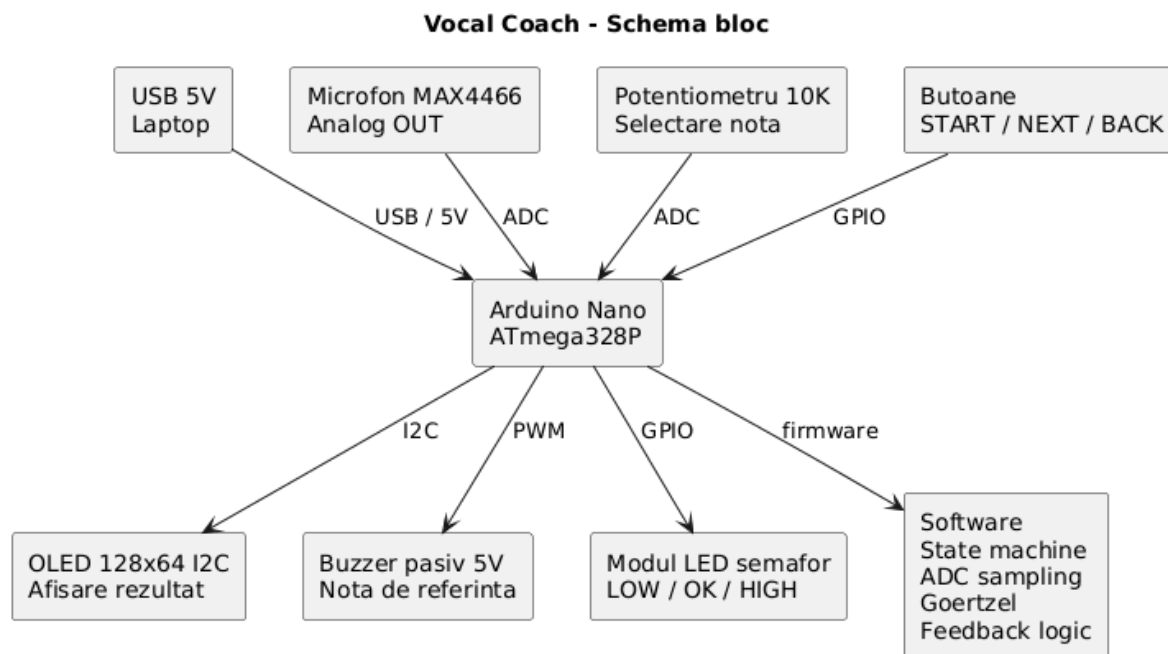 Vocal Coach - Schema bloc
USB 5V
Laptop
Microfon MAX4466
Analog OUT
Potentiometru 10K
Selectare nota
Butoane
START / NEXT / BACK
USB / 5V
ADC
ADC
GPIO
Arduino Nano
ATmega328P
I2C
PWM
GPIO
firmware
OLED 128x64 I2C
Afisare rezultat
Buzzer pasiv 5V
Nota de referinta
Modul LED semafor
LOW / OK / HIGH
Software
State machine
ADC sampling
Goertzel
Feedback logic